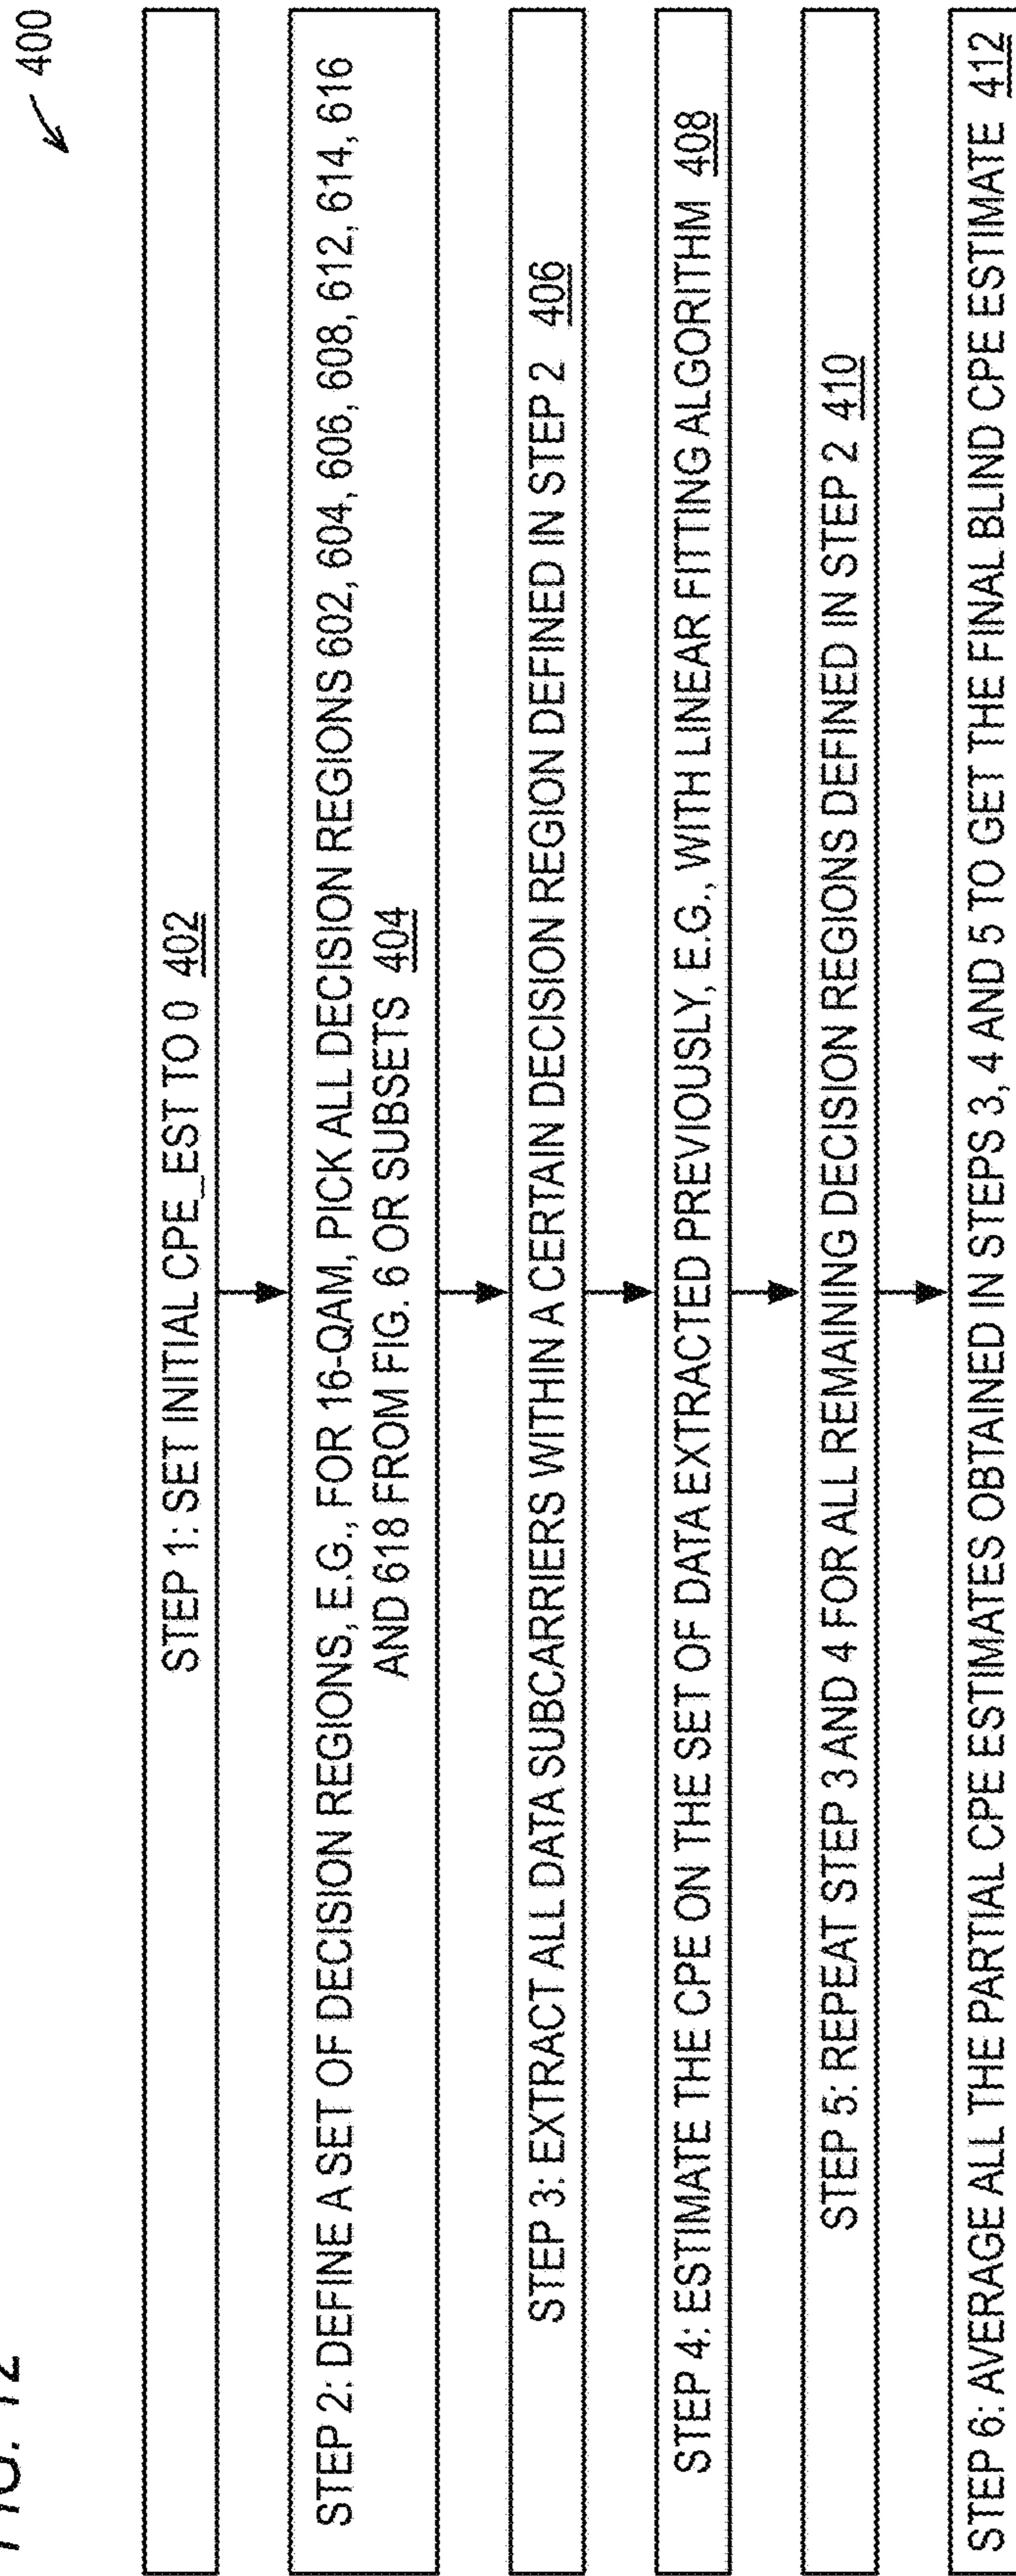 FIG. 12
400
STEP 1: SET INITIAL CPE_EST TO 0 402
STEP 2: DEFINE A SET OF DECISION REGIONS, E.G., FOR 16-QAM, PICK ALL DECISION REGIONS 602, 604, 606, 608, 612, 614, 616
AND 618 FROM FIG. 6 OR SUBSETS 404
STEP 3: EXTRACT ALL DATA SUBCARRIERS WITHIN A CERTAIN DECISION REGION DEFINED IN STEP 2 406
STEP 4: ESTIMATE THE CPE ON THE SET OF DATA EXTRACTED PREVIOUSLY, E.G., WITH LINEAR FITTING ALGORITHM 408
STEP 5: REPEAT STEP 3 AND 4 FOR ALL REMAINING DECISION REGIONS DEFINED IN STEP 2 410
STEP 6: AVERAGE ALL THE PARTIAL CPE ESTIMATES OBTAINED IN STEPS 3, 4 AND 5 TO GET THE FINAL BLIND CPE ESTIMATE 412